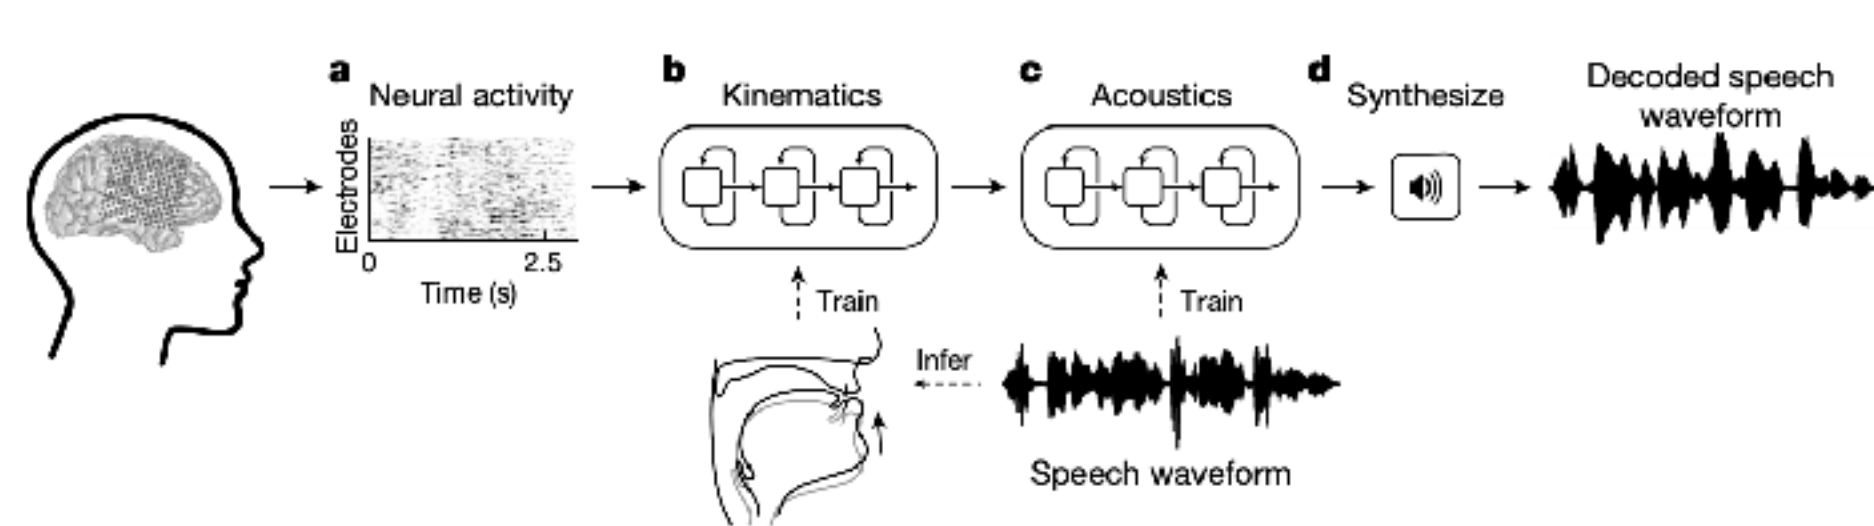 a
Neural activity
Electrodes
0
2.5
Time (s)
b
Kinematics
Train
c
Acoustics
Train
Infer
Speech waveform
d
Synthesize
Decoded speech
waveform